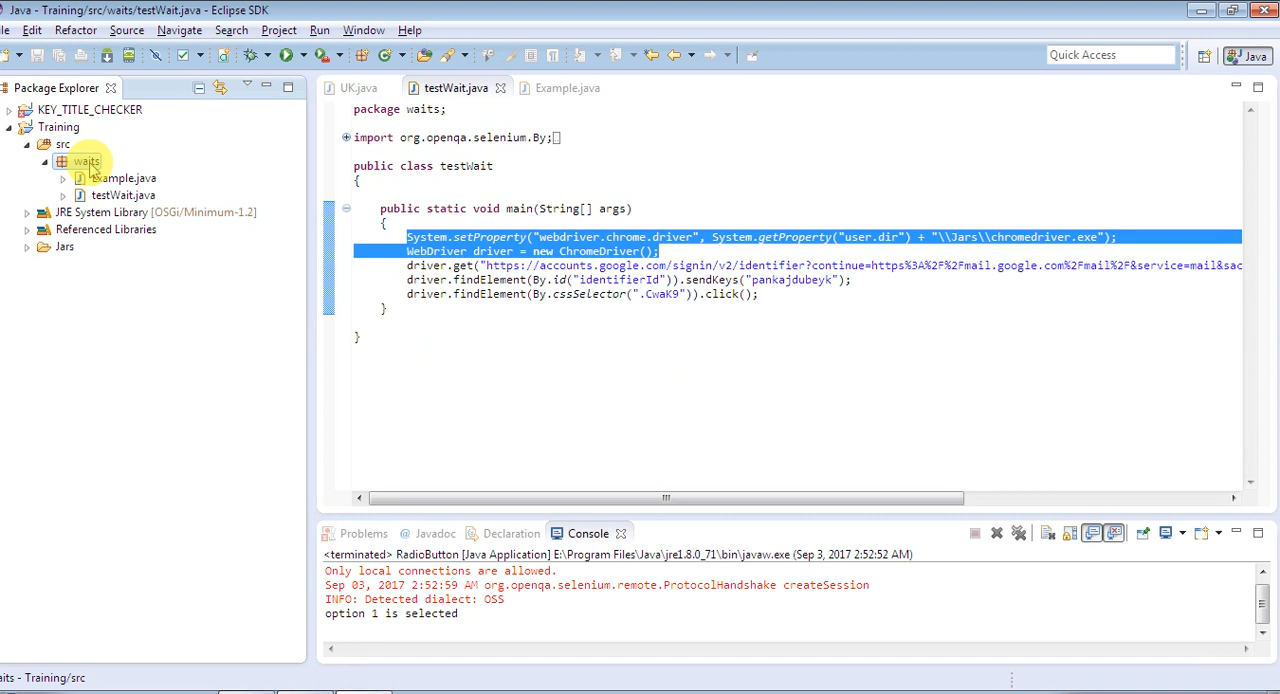 Java - Training/src/waits/testWait.java - Eclipse SDK
Edit Refactor Source Navigate Search Project Run Window Help
Quick Access Java
Package Explorer
KEY_TITLE_CHECKER
Training
src
waits
Example.java
testWait.java
JRE System Library [OSGi/Minimum-1.2]
Referenced Libraries
Jars
UK.java testWait.java Example.java
package waits;
import org.openqa.selenium.By;
public class testWait
{
public static void main(String[] args)
{
System.setProperty("webdriver.chrome.driver", System.getProperty("user.dir") + "\\Jars\\chromedriver.exe");
WebDriver driver = new ChromeDriver();
driver.get("https://accounts.google.com/signin/v2/identifier?continue=https%3A%2F%2Fmail.google.com%2Fmail%2F&service=mail&sac
driver.findElement(By.id("identifierId")).sendKeys("pankajdubeyk");
driver.findElement(By.cssSelector(".CwaK9")).click();
}
}
Problems @ Javadoc Declaration Console
<terminated> RadioButton [Java Application] E:\Program Files\Java\jre1.8.0_71\bin\javaw.exe (Sep 3, 2017 2:52:52 AM)
Only local connections are allowed.
Sep 03, 2017 2:52:59 AM org.openqa.selenium.remote.ProtocolHandshake createSession
INFO: Detected dialect: OSS
option 1 is selected
aits - Training/src